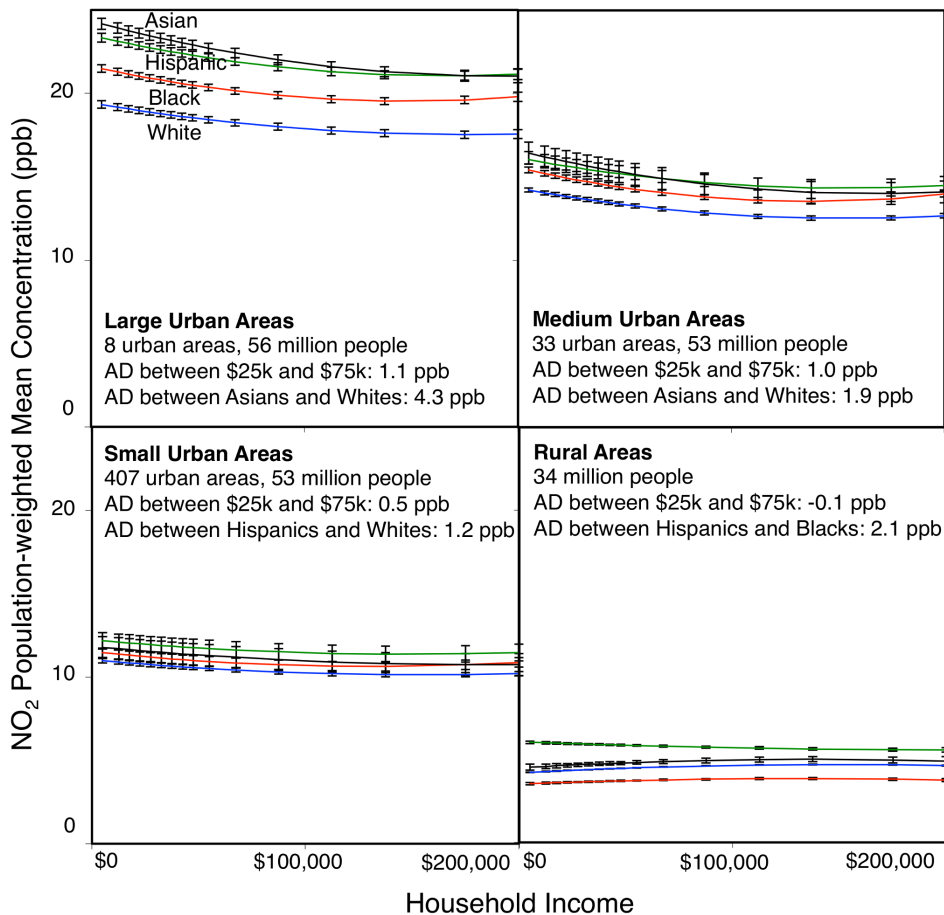 NO2 Population-weighted Mean Concentration (ppb)
20
10
0
20
10
0
Asian
Hispanic
Black
White
Large Urban Areas
8 urban areas, 56 million people
AD between $25k and $75k: 1.1 ppb
AD between Asians and Whites: 4.3 ppb
Medium Urban Areas
33 urban areas, 53 million people
AD between $25k and $75k: 1.0 ppb
AD between Asians and Whites: 1.9 ppb
Small Urban Areas
407 urban areas, 53 million people
AD between $25k and $75k: 0.5 ppb
AD between Hispanics and Whites: 1.2 ppb
Rural Areas
34 million people
AD between $25k and $75k: -0.1 ppb
AD between Hispanics and Blacks: 2.1 ppb
$0 $100,000 $200,000
$0 $100,000 $200,000
Household Income